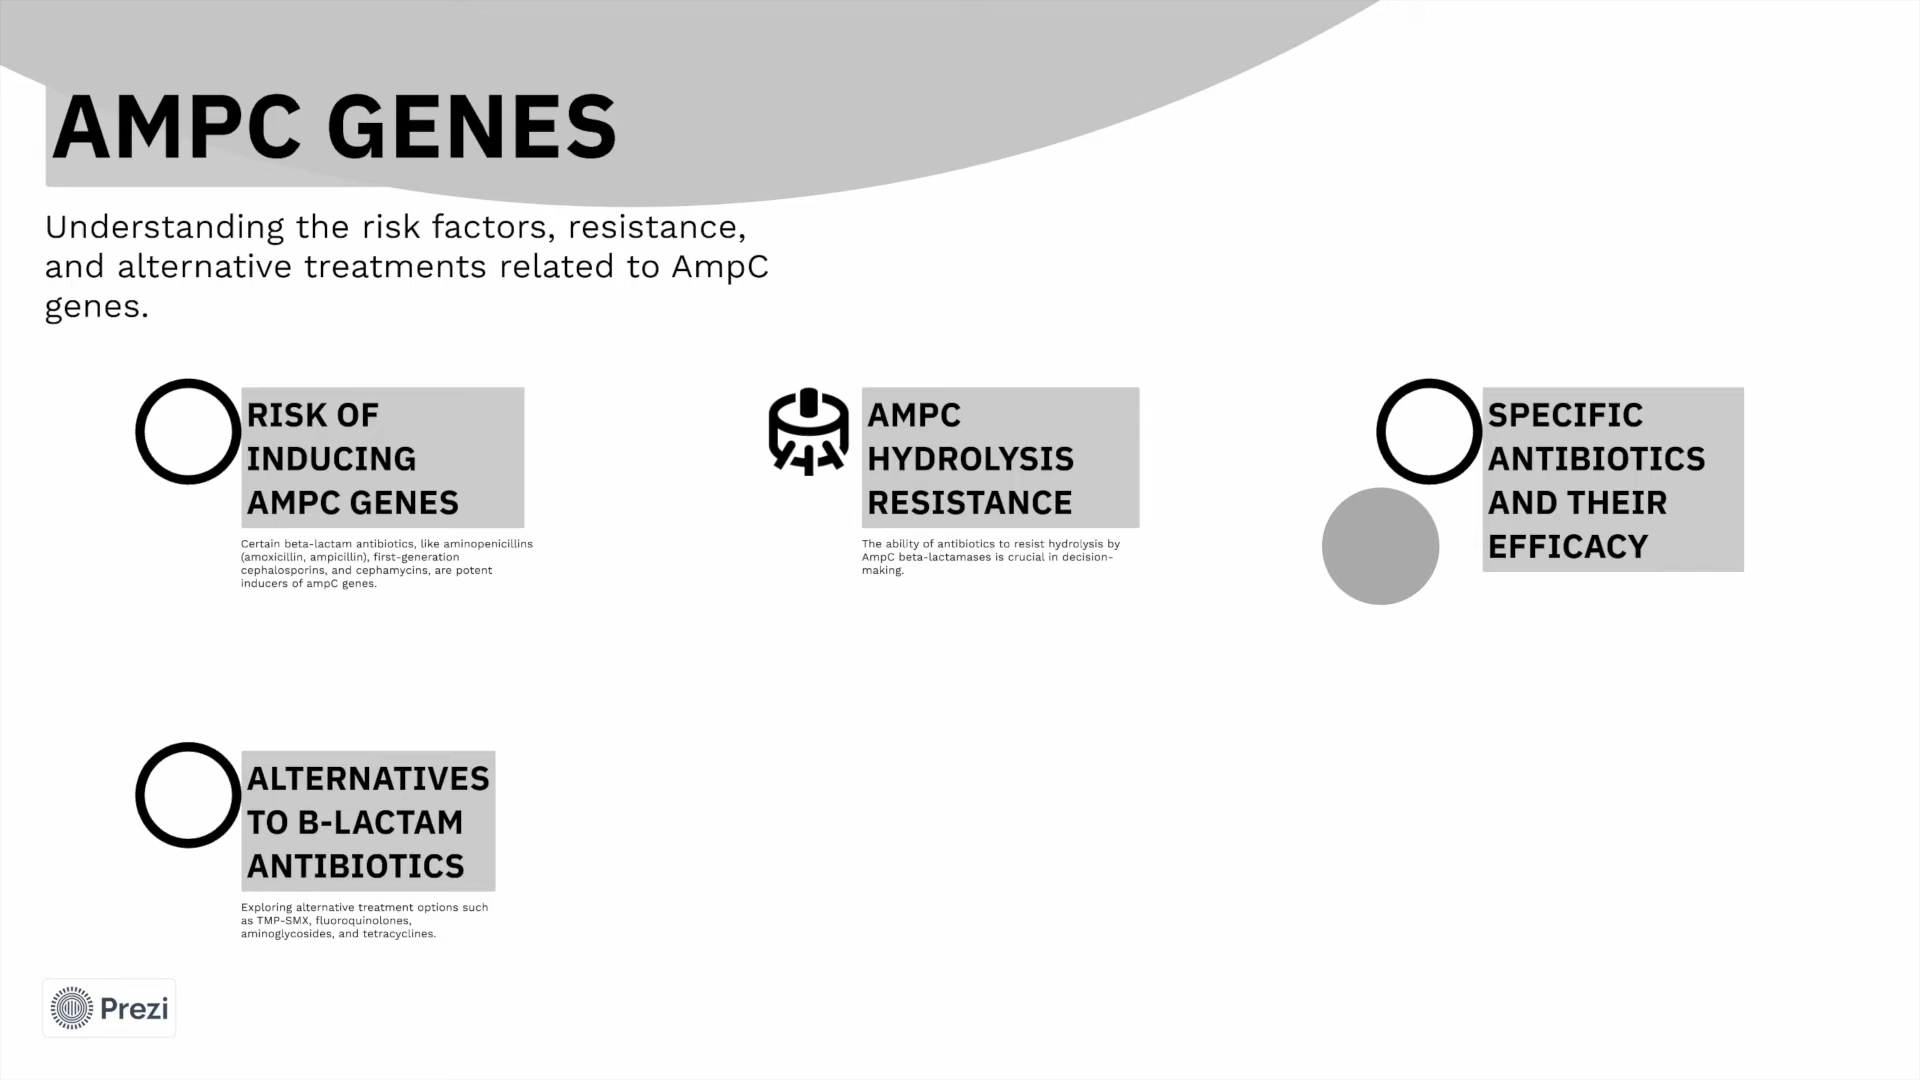 AMPC GENES
Understanding the risk factors, resistance,
and alternative treatments related to AmpC
genes.
RISK OF
INDUCING
AMPC GENES
Certain beta-lactam antibiotics, like aminopenicillins
(amoxicillin, ampicillin), first-generation
cephalosporins, and cephamycins, are potent
inducers of ampC genes.
AMPC
HYDROLYSIS
RESISTANCE
The ability of antibiotics to resist hydrolysis by
AmpC beta-lactamases is crucial in decision-
making.
SPECIFIC
ANTIBIOTICS
AND THEIR
EFFICACY
ALTERNATIVES
TO B-LACTAM
ANTIBIOTICS
Exploring alternative treatment options such
as TMP-SMX, fluoroquinolones,
aminoglycosides, and tetracyclines.
Prezi